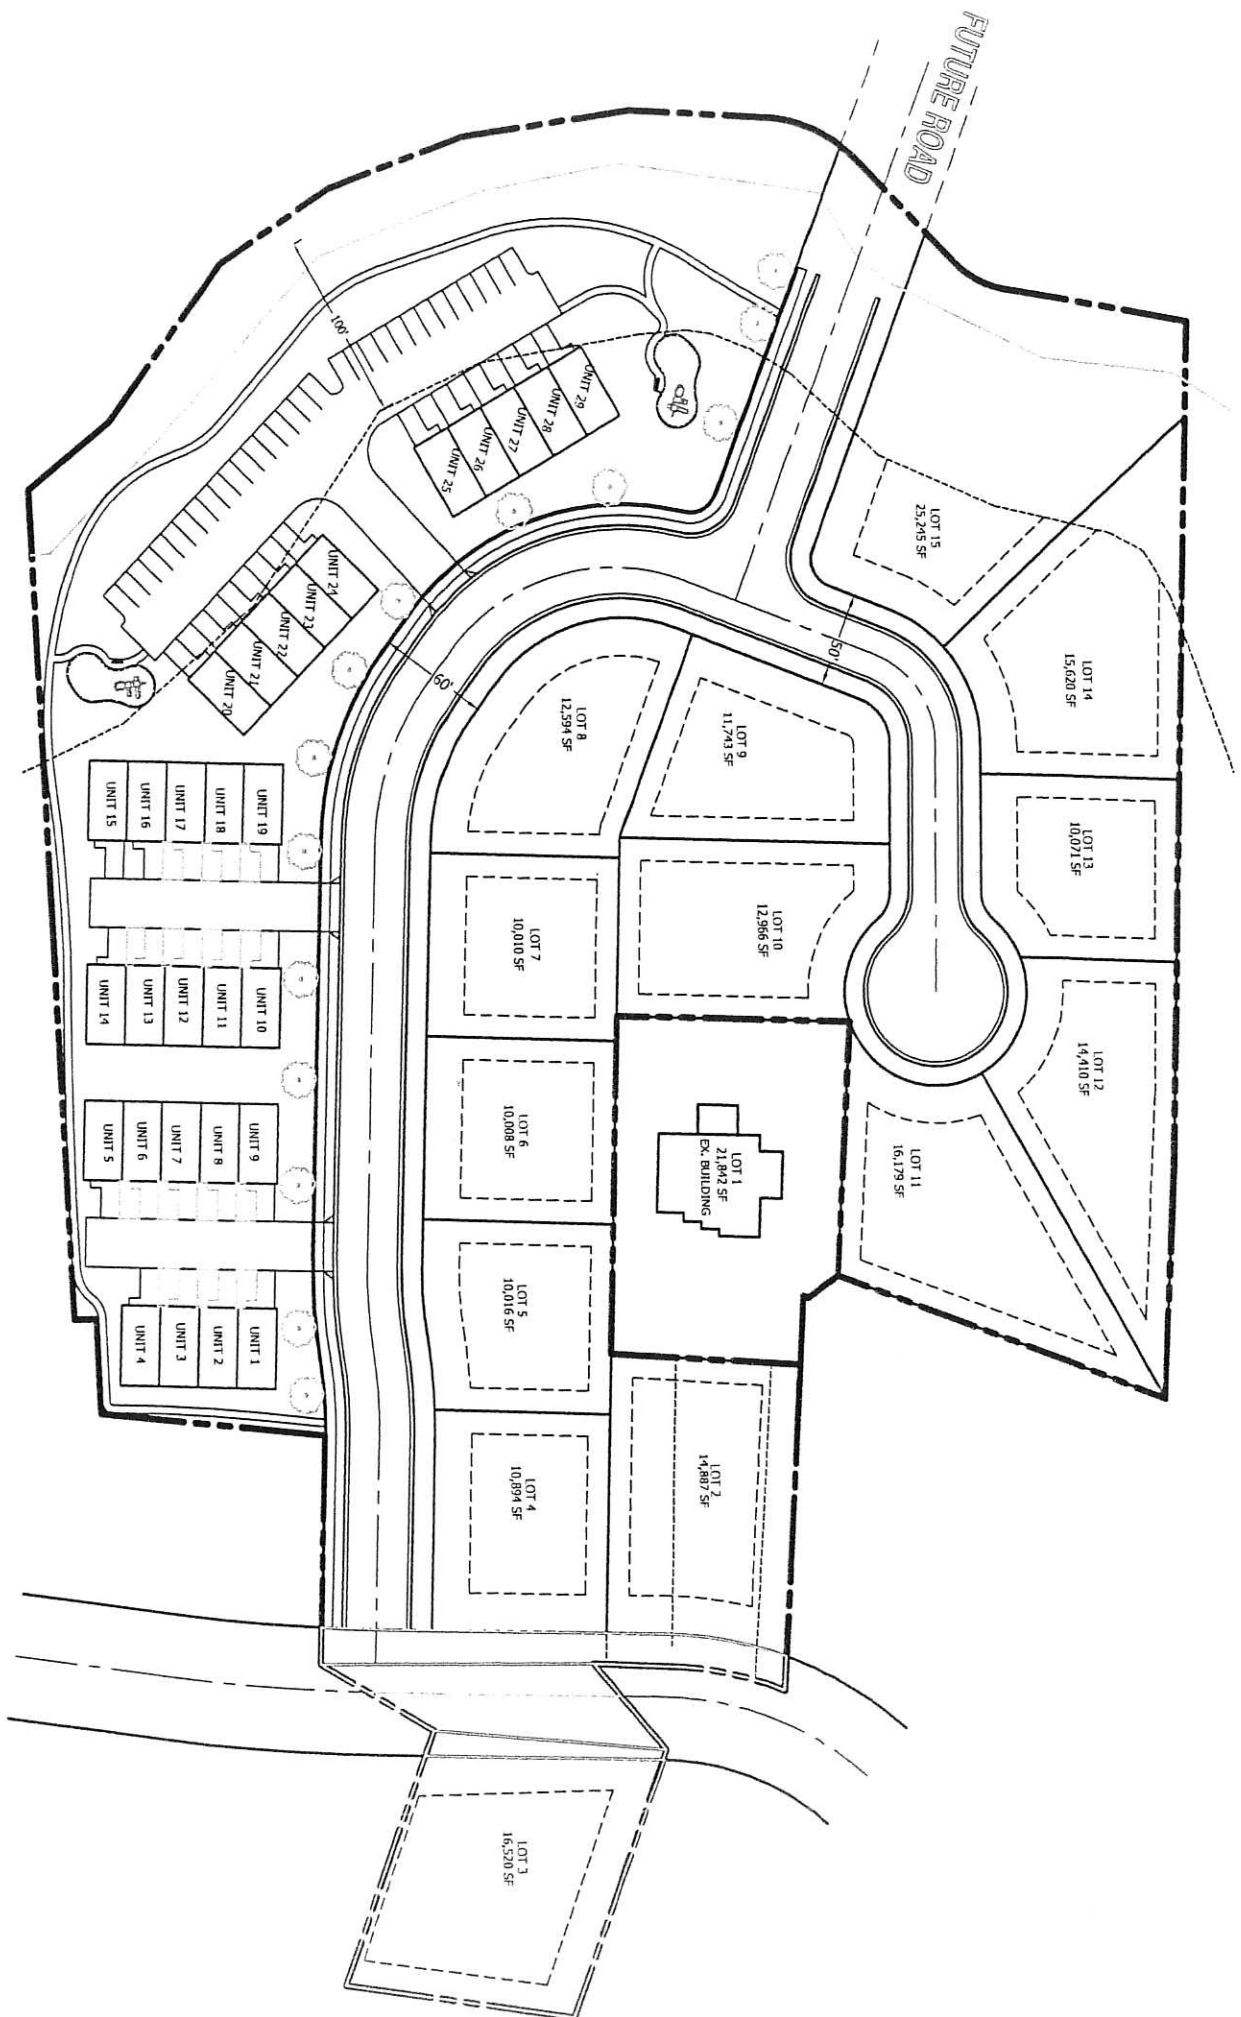 FUTURE ROAD
100'
UNIT 29
UNIT 28
UNIT 27
UNIT 26
UNIT 25
LOT 15
25,245 SF
LOT 14
15,620 SF
50'
UNIT 24
UNIT 23
UNIT 22
UNIT 21
UNIT 20
60'
LOT 8
12,594 SF
LOT 9
11,743 SF
LOT 13
10,071 SF
UNIT 19
UNIT 18
UNIT 17
UNIT 16
UNIT 15
LOT 7
10,010 SF
LOT 10
12,966 SF
UNIT 10
UNIT 11
UNIT 12
UNIT 13
UNIT 14
LOT 12
14,410 SF
LOT 6
10,008 SF
LOT 1
21,842 SF
EX. BUILDING
LOT 11
16,179 SF
UNIT 9
UNIT 8
UNIT 7
UNIT 6
UNIT 5
LOT 5
10,016 SF
UNIT 1
UNIT 2
UNIT 3
UNIT 4
LOT 4
10,894 SF
LOT 2
14,887 SF
LOT 3
16,520 SF